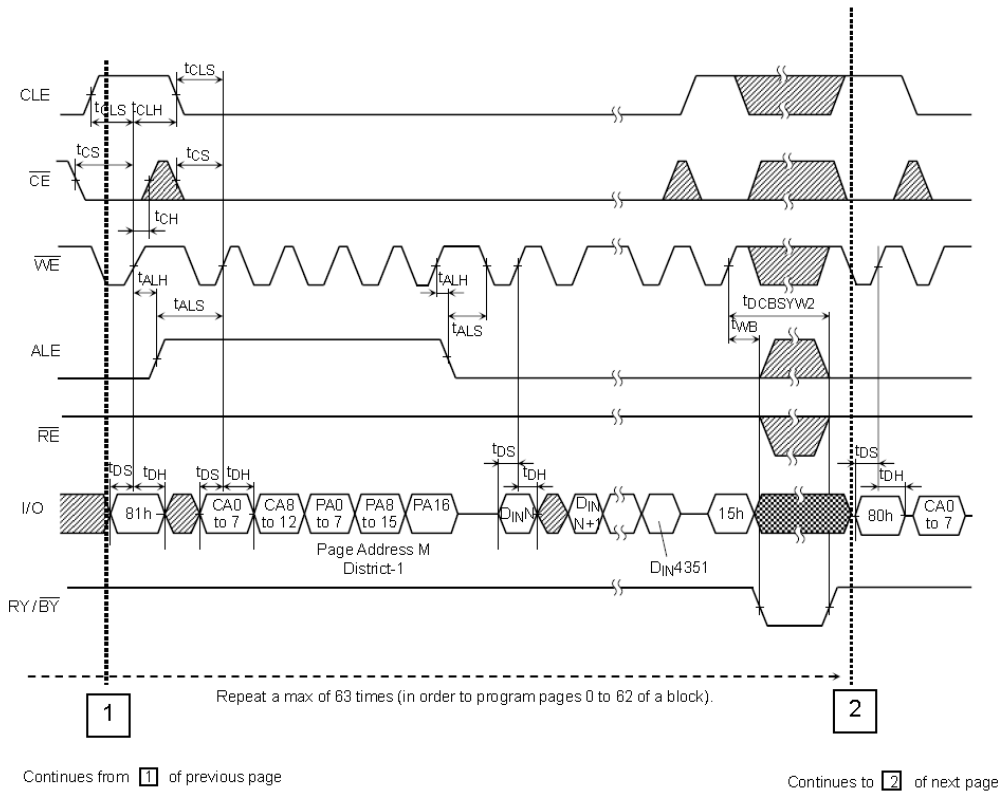 CLE
tCLS
tCLS tCLH
CE
tCS
tCS
tCH
WE
tALH
tALH
tALS
tALS
tDCBSYW2
tWB
ALE
RE
tDS
tDH
tDS
tDH
tDS
tDH
tDS
tDH
I/O
81h
CA0 to 7
CA8 to 12
PA0 to 7
PA8 to 15
PA16
DINN
DIN N+1
15h
80h
CA0 to 7
Page Address M
District-1
DIN4351
RY/BY
Repeat a max of 63 times (in order to program pages 0 to 62 of a block).
1
2
Continues from 1 of previous page
Continues to 2 of next page